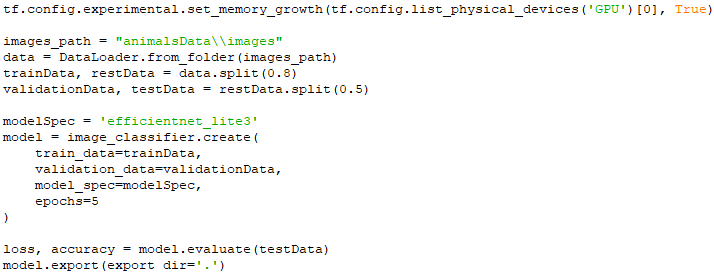 tf.config.experimental.set_memory_growth(tf.config.list_physical_devices('GPU')[0], True)
images_path = "animalsData\\images"
data = DataLoader.from_folder(images_path)
trainData, restData = data.split(0.8)
validationData, testData = restData.split(0.5)
modelSpec = 'efficientnet_lite3'
model = image_classifier.create(
    train_data=trainData,
    validation_data=validationData,
    model_spec=modelSpec,
    epochs=5
)
loss, accuracy = model.evaluate(testData)
model.export(export_dir='.')